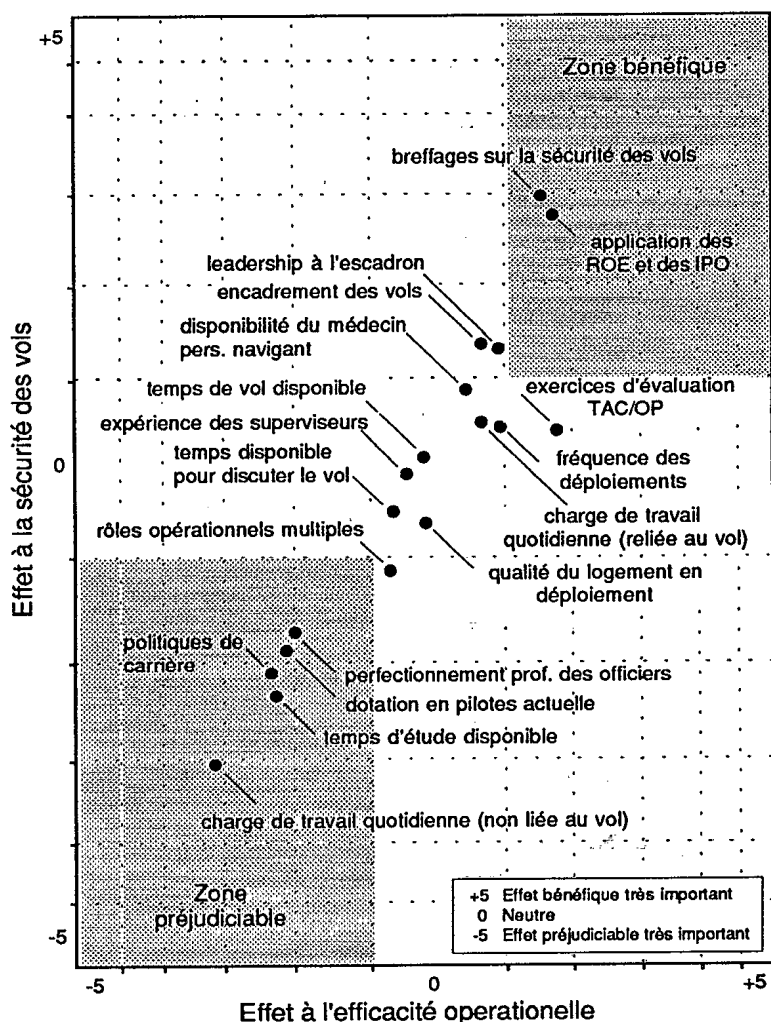 +5
Zone bénéfique
breffages sur la sécurité des vols
application des
ROE et des IPO
leadership à l'escadron
encadrement des vols
disponibilité du médecin
pers. navigant
exercices d'évaluation
TAC/OP
temps de vol disponible
expérience des superviseurs
temps disponible
pour discuter le vol
fréquence des
déploiements
0
charge de travail
quotidienne (reliée au vol)
rôles opérationnels multiples
qualité du logement en
déploiement
Effet à la sécurité des vols
politiques de
carrière
perfectionnement prof. des officiers
dotation en pilotes actuelle
temps d'étude disponible
charge de travail quotidienne (non liée au vol)
Zone
préjudiciable
+5 Effet bénéfique très important
0 Neutre
-5 Effet préjudiciable très important
-5
-5
0
+5
Effet à l'efficacité operationelle